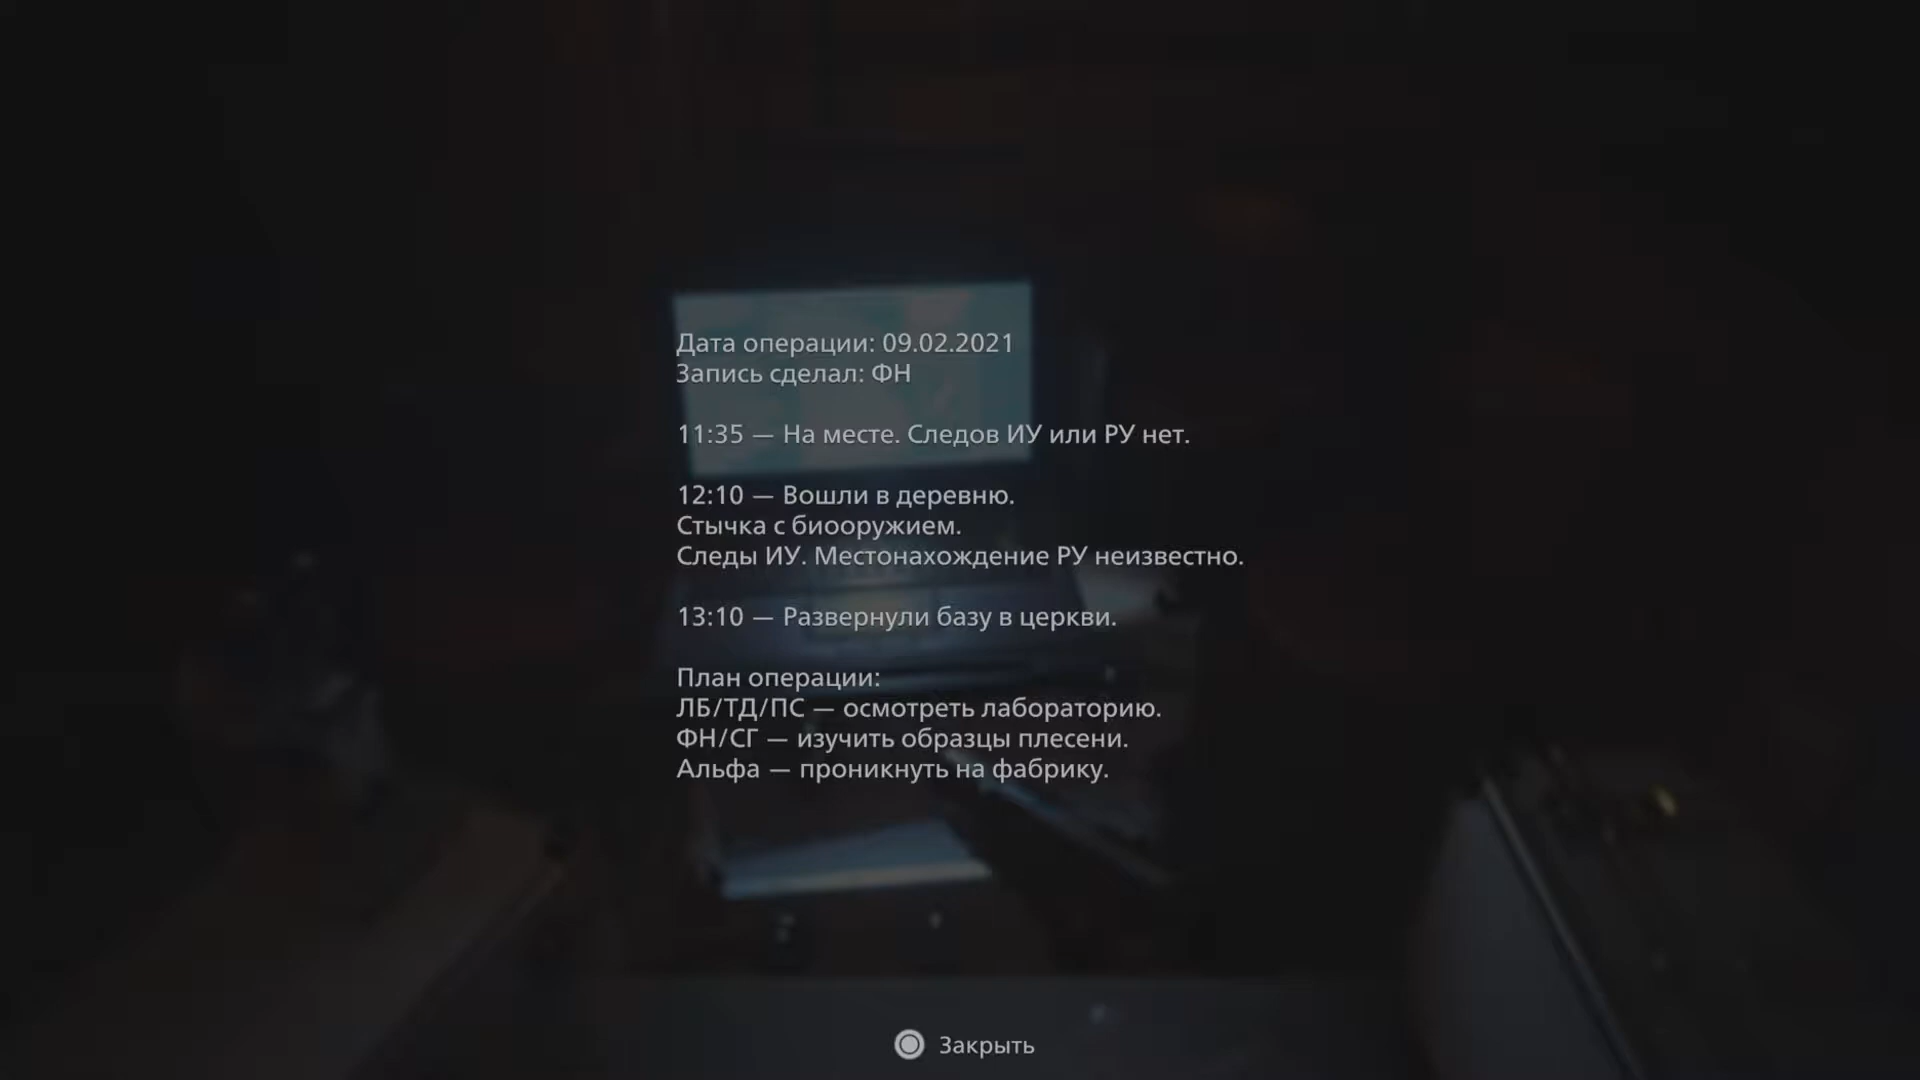 Дата операции: 09.02.2021
Запись сделал: ФН
11:35 — На месте. Следов ИУ или РУ нет.
12:10 — Вошли в деревню.
Стычка с биооружием.
Следы ИУ. Местонахождение РУ неизвестно.
13:10 — Развернули базу в церкви.
План операции:
ЛБ/ТД/ПС — осмотреть лабораторию.
ФН/СГ — изучить образцы плесени.
Альфа — проникнуть на фабрику.
Закрыть